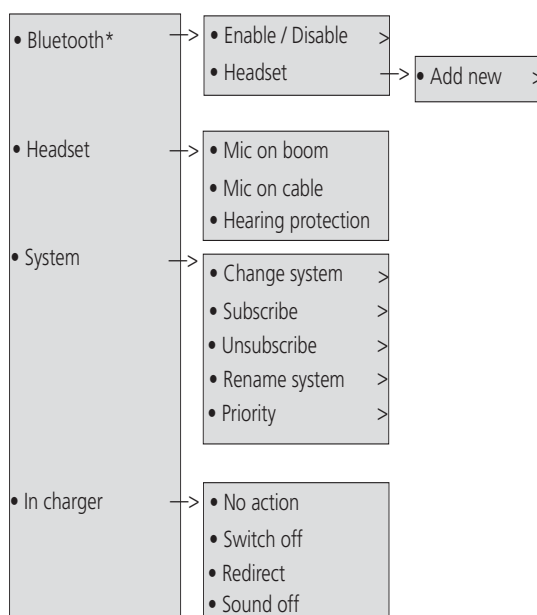 • Bluetooth*
• Enable / Disable >
• Headset
• Add new >
• Headset
• Mic on boom
• Mic on cable
• Hearing protection
• System
• Change system >
• Subscribe >
• Unsubscribe >
• Rename system >
• Priority >
• In charger
• No action
• Switch off
• Redirect
• Sound off